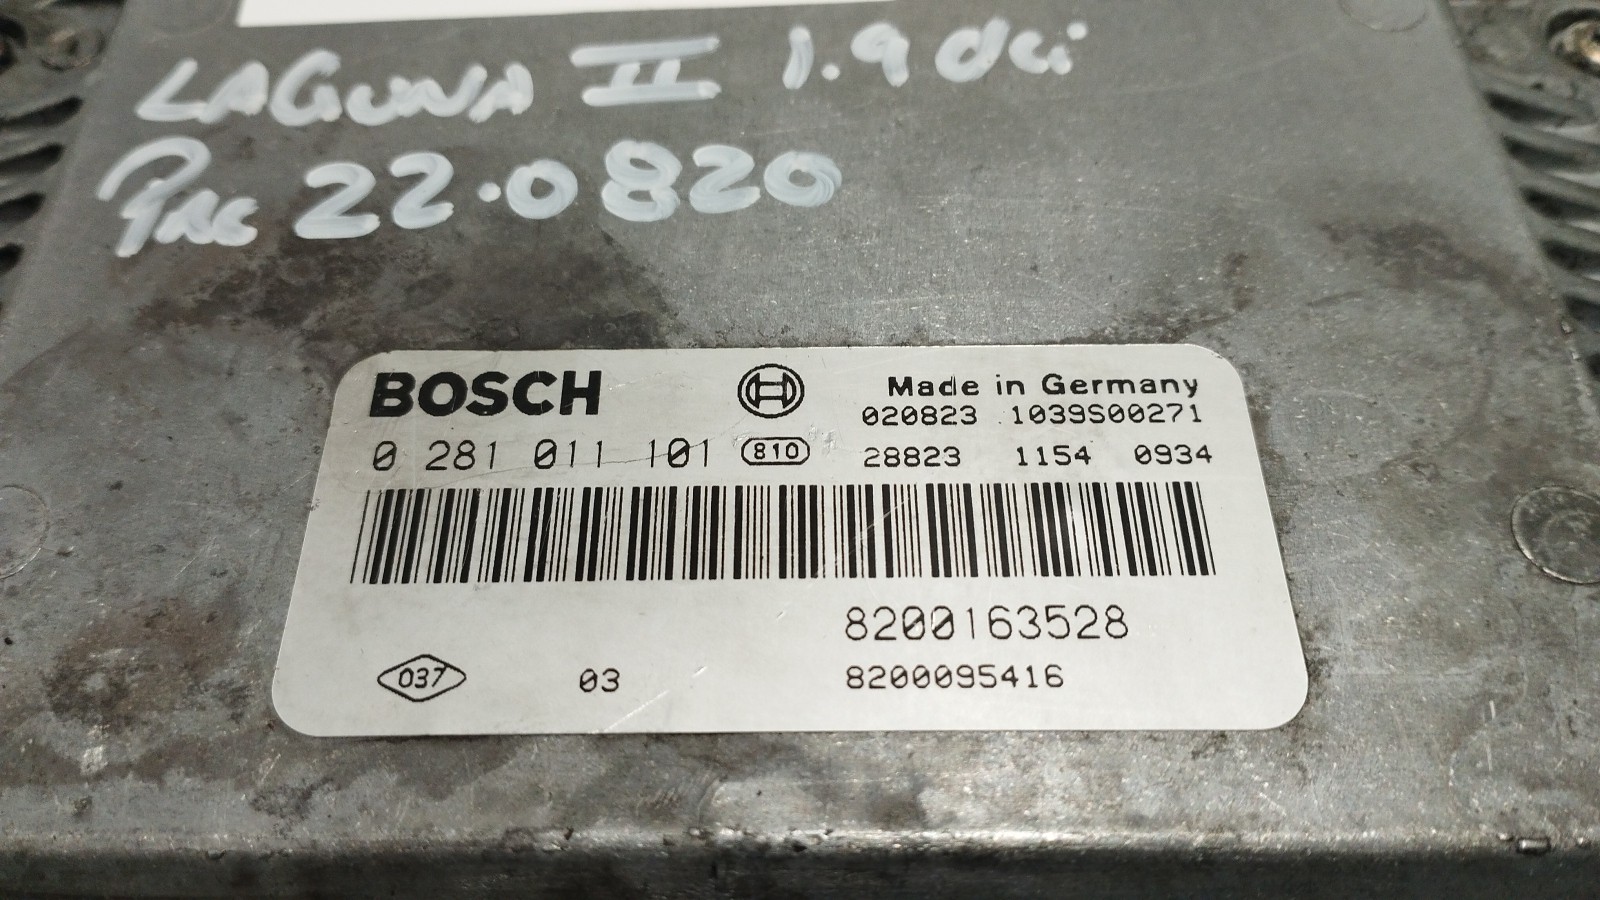 LAGUNA II 1.9 dci
22.0820
BOSCH
Made in Germany
020823 1039S00271
0 281 011 101 810
28823 1154 0934
8200163528
037 03 8200095416